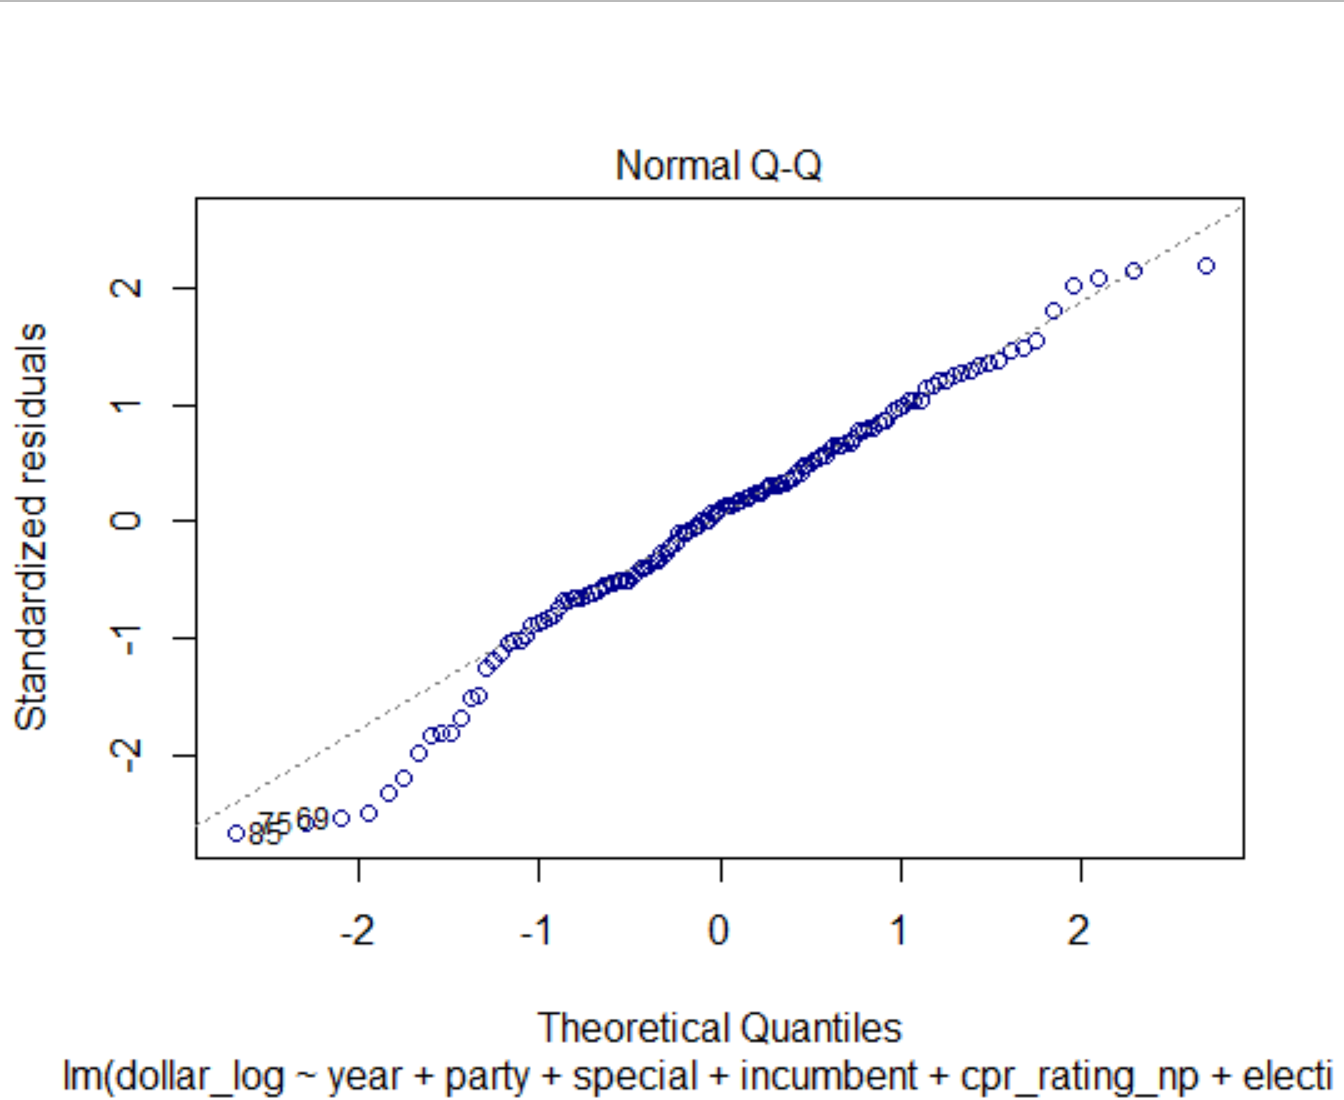 Normal Q-Q
Standardized residuals
2
1
0
-1
-2
75 69
85
-2 -1 0 1 2
Theoretical Quantiles
lm(dollar_log ~ year + party + special + incumbent + cpr_rating_np + electi